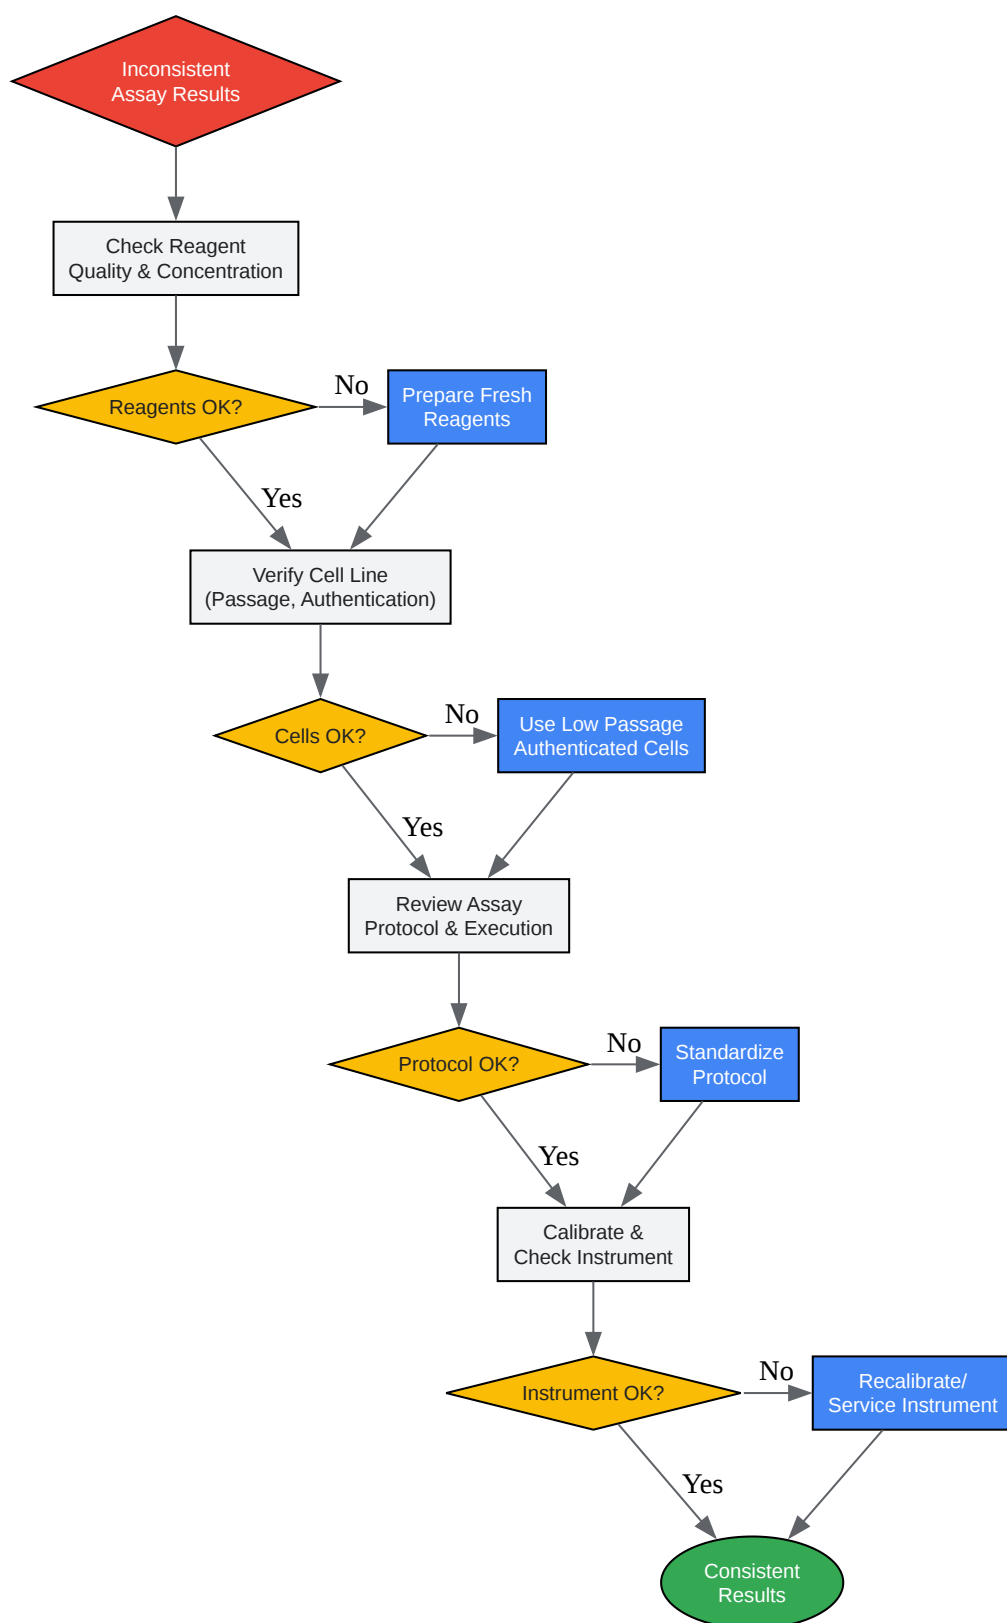 Inconsistent
Assay Results
Check Reagent
Quality & Concentration
Reagents OK?
No
Prepare Fresh
Reagents
Yes
Verify Cell Line
(Passage, Authentication)
Cells OK?
No
Use Low Passage
Authenticated Cells
Yes
Review Assay
Protocol & Execution
Protocol OK?
No
Standardize
Protocol
Yes
Calibrate &
Check Instrument
Instrument OK?
No
Recalibrate/
Service Instrument
Yes
Consistent
Results